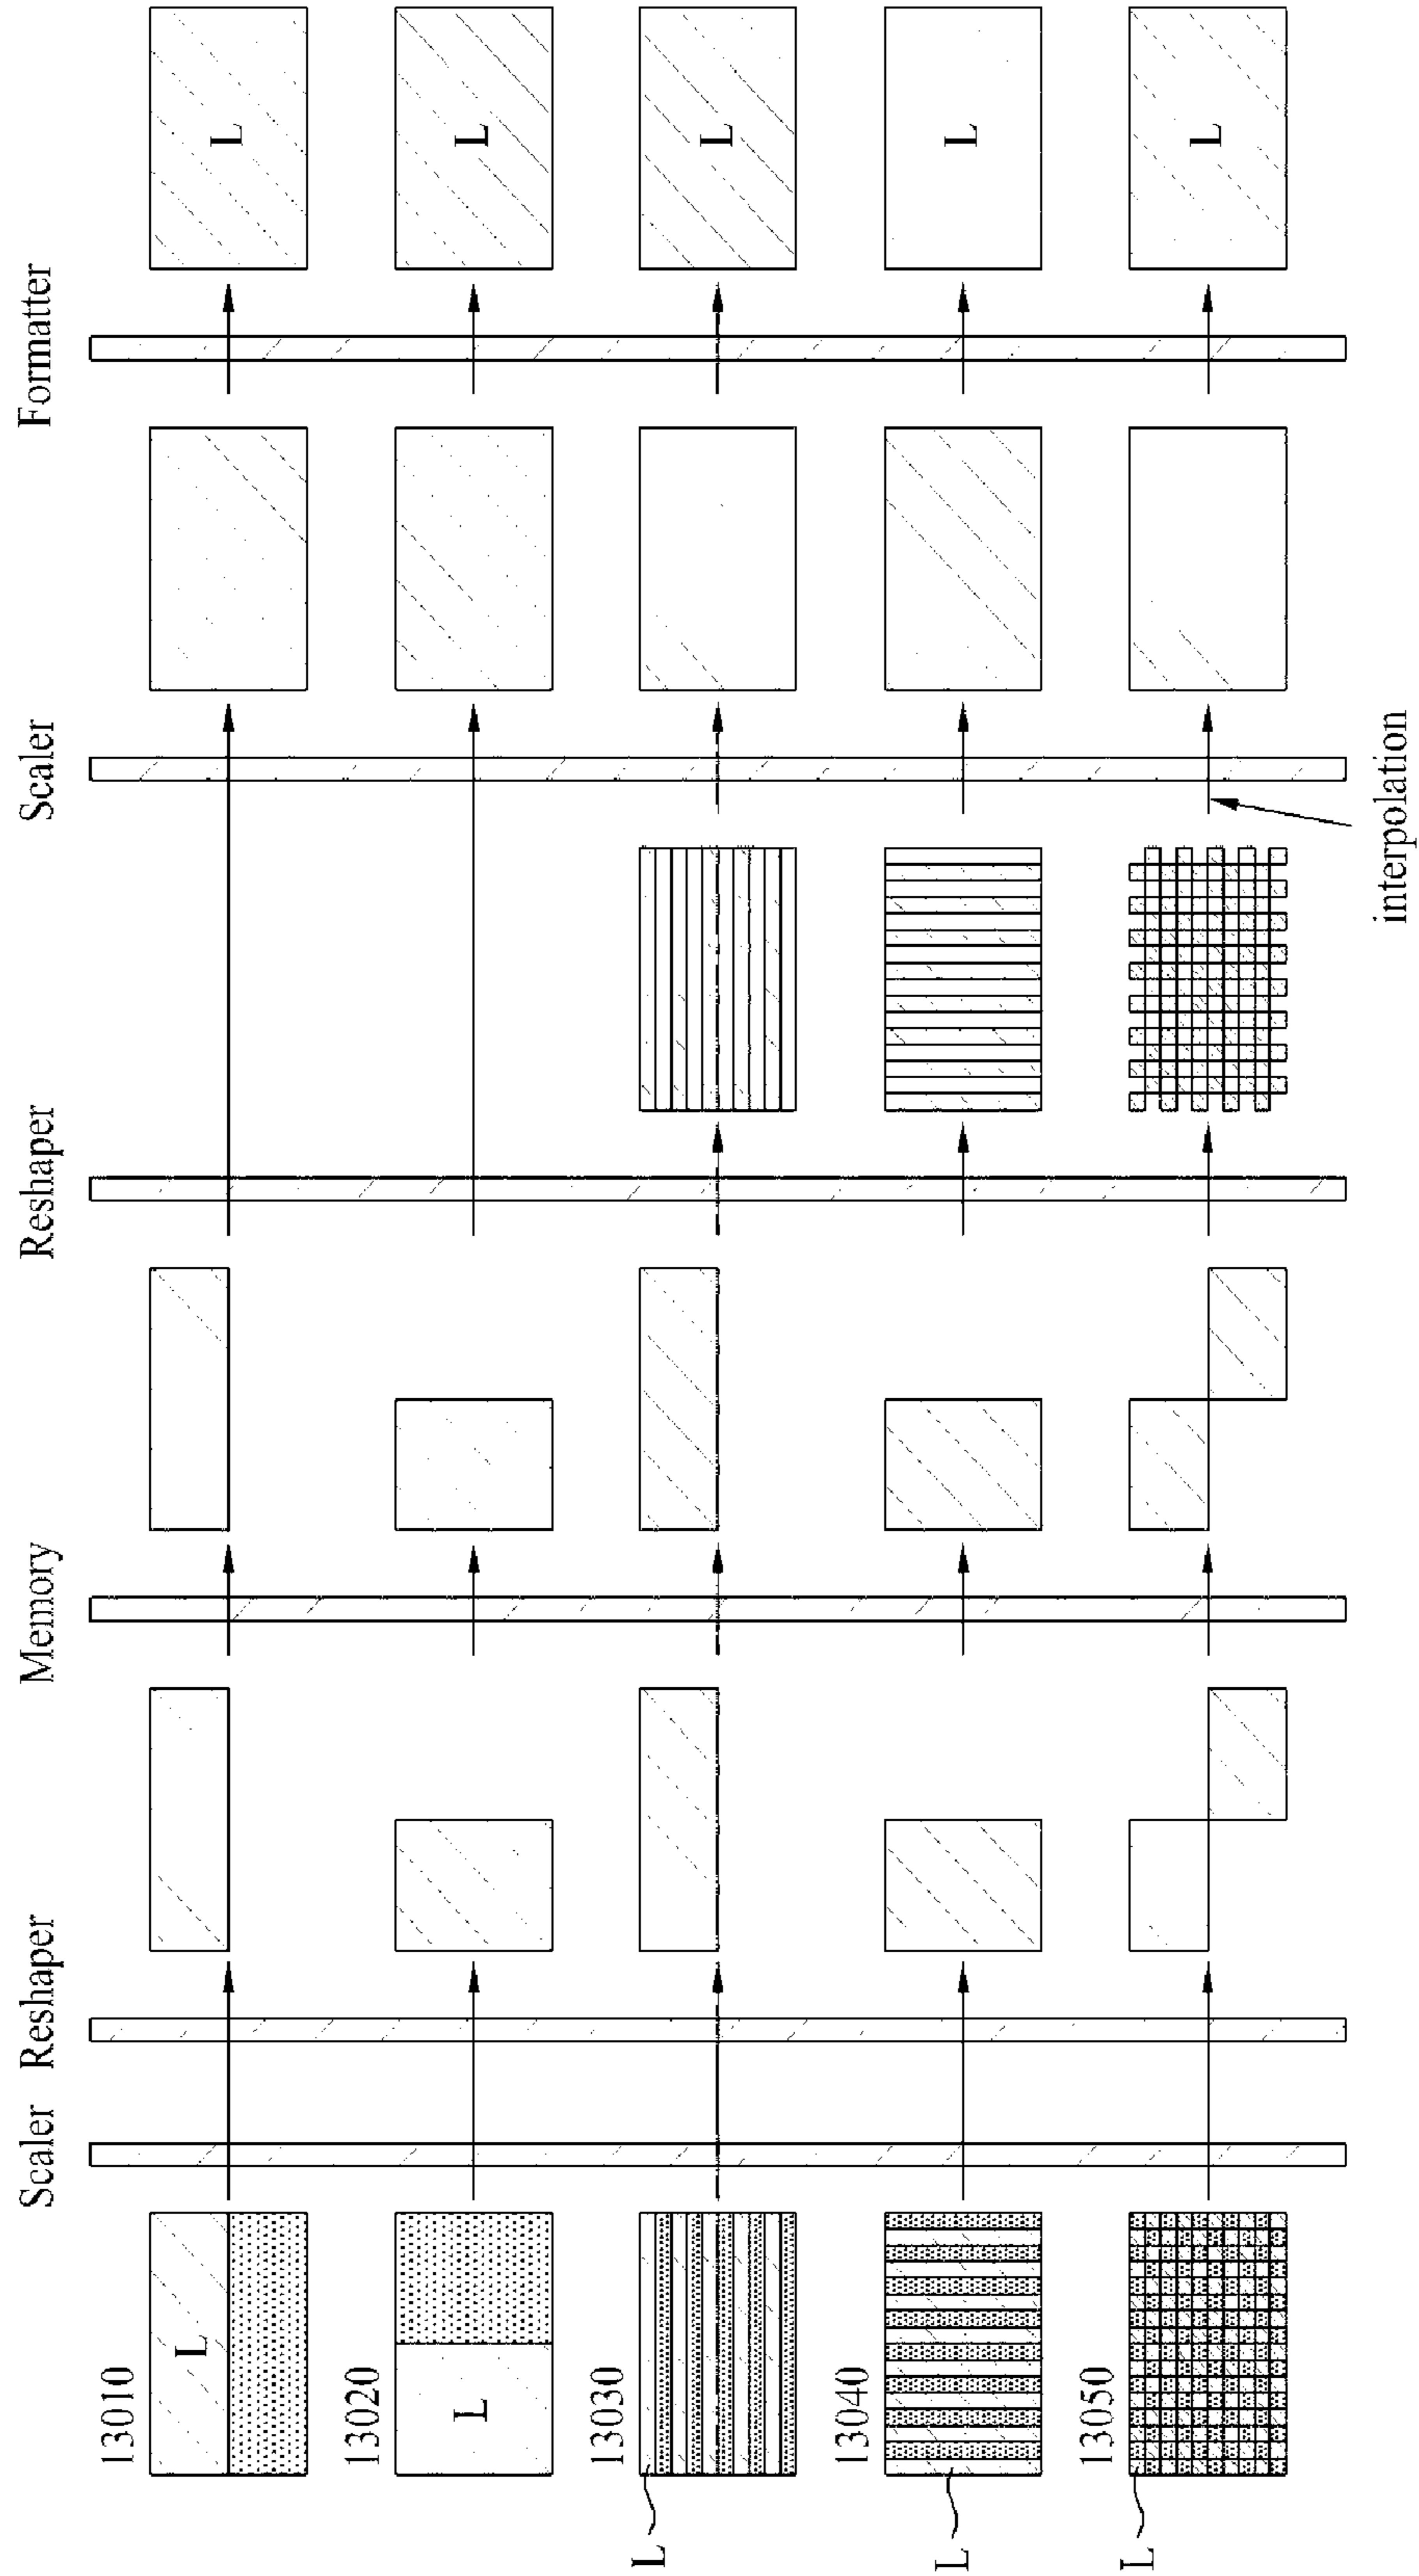 Scaler
Reshaper
Memory
Reshaper
Scaler
Formatter
13010
L
L
13020
L
L
13030
L
L
13040
L
L
13050
L
L
interpolation